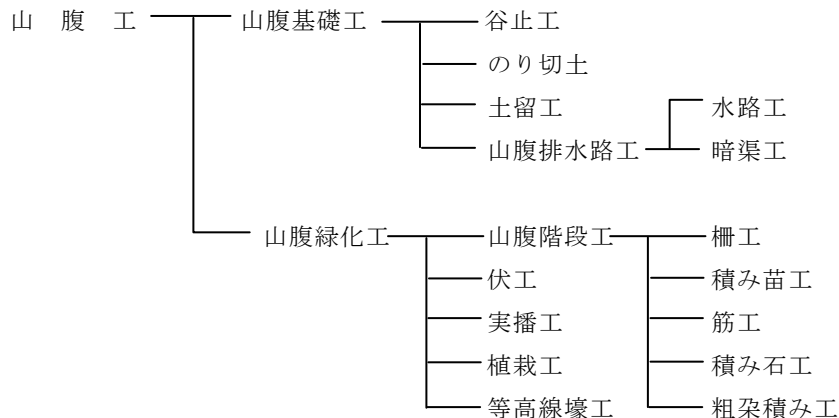 山 腹 工 山腹基礎工 谷止工
のり切土
土留工 水路工
山腹排水路工 暗渠工
山腹緑化工 山腹階段工 柵工
伏工 積み苗工
実播工 筋工
植栽工 積み石工
等高線壕工 粗朶積み工